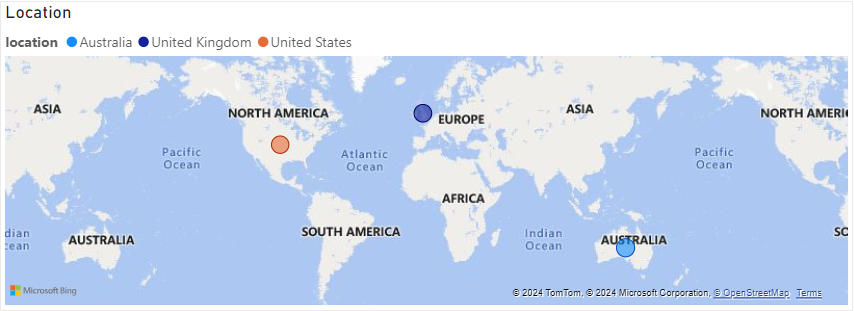 Location
location Australia United Kingdom United States
ASIA NORTH AMERICA EUROPE ASIA NORTH AMERIC
Pacific Ocean Atlantic Ocean Pacific Ocean
AFRICA
SOUTH AMERICA SO
dian Ocean AUSTRALIA Indian Ocean AUSTRALIA
Microsoft Bing © 2024 TomTom, © 2024 Microsoft Corporation, © OpenStreetMap Terms